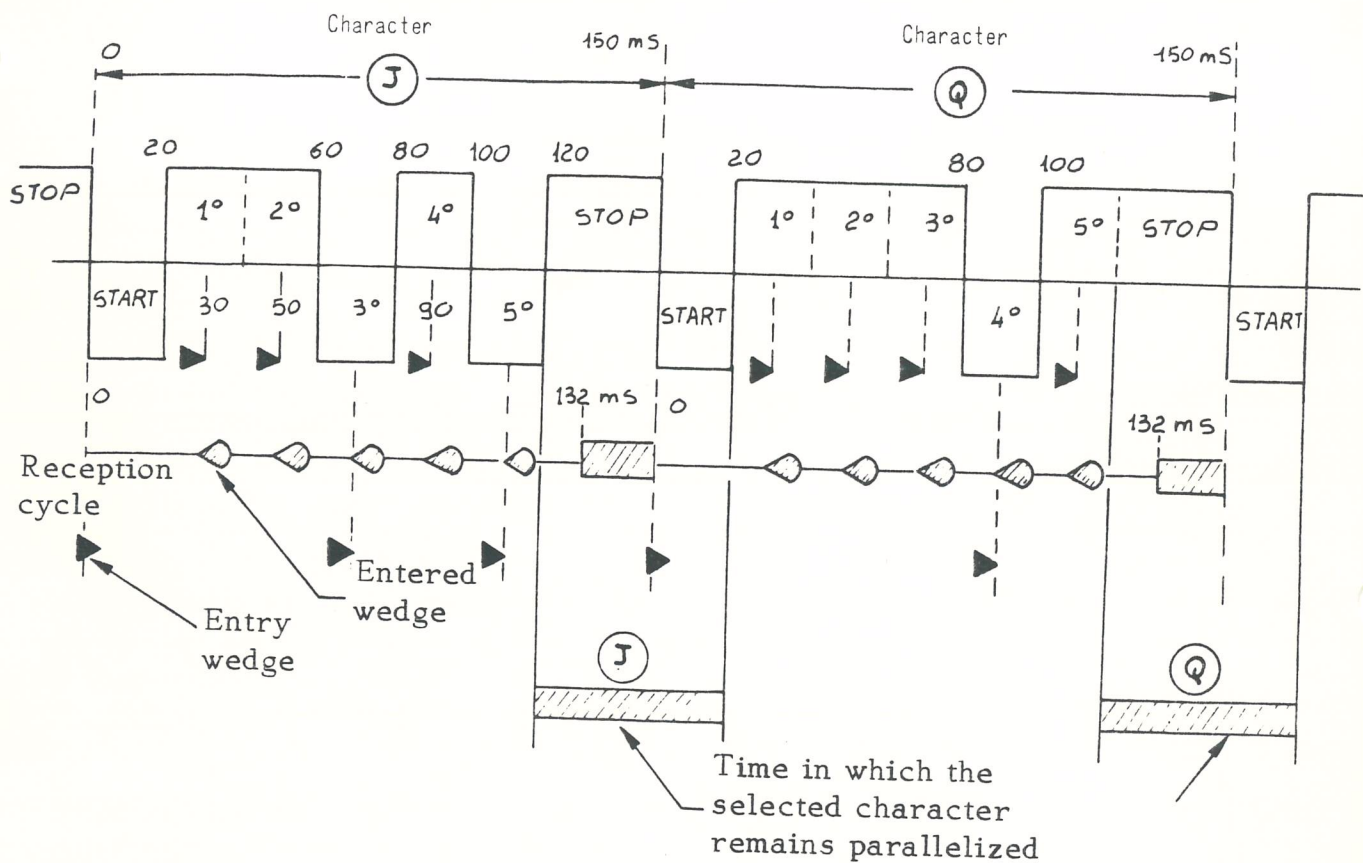 Character
Character
0
150 mS
150 mS
J
Q
20
60
80
100
120
20
80
100
STOP
1°
2°
4°
STOP
1°
2°
3°
5°
STOP
START
30
50
3°
90
5°
START
4°
START
0
132 mS
0
132 mS
Reception
cycle
Entered
wedge
Entry
wedge
J
Q
Time in which the
selected character
remains parallelized